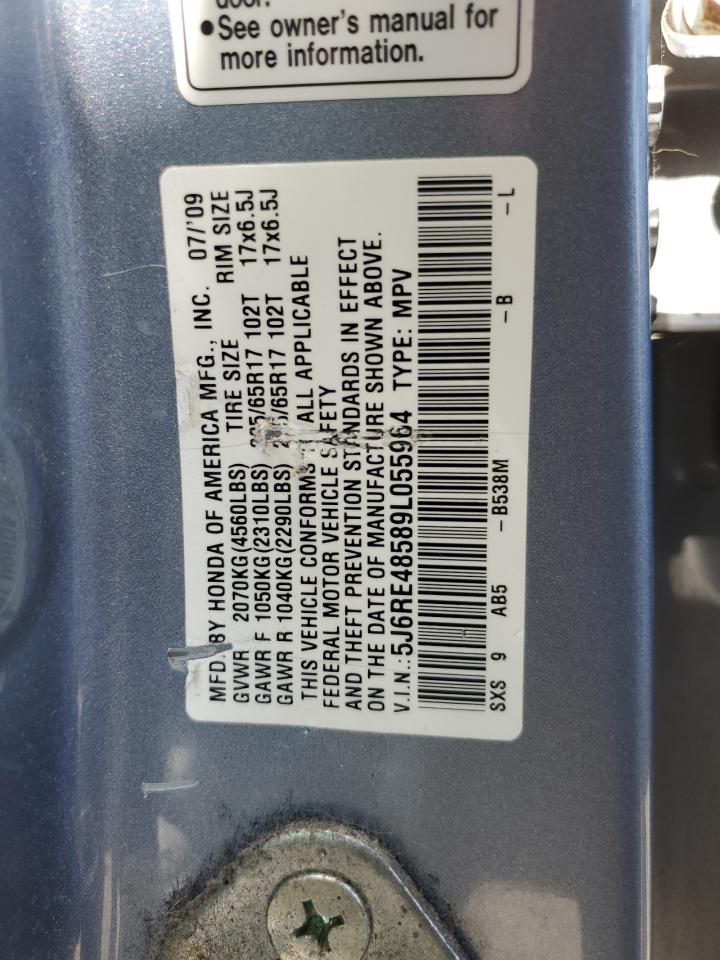 door.
●See owner's manual for
more information.
MFD. BY HONDA OF AMERICA MFG., INC. 07/'09
GVWR 2070KG(4560LBS) TIRE SIZE RIM SIZE
GAWR F 1050KG(2310LBS) 225/65R17 102T 17x6.5J
GAWR R 1040KG(2290LBS) 225/65R17 102T 17x6.5J
THIS VEHICLE CONFORMS ALL APPLICABLE
FEDERAL MOTOR VEHICLE SAFETY
AND THEFT PREVENTION STANDARDS IN EFFECT
ON THE DATE OF MANUFACTURE SHOWN ABOVE.
V.I.N.:5J6RE48589L055964 TYPE: MPV
SXS 9 AB5 -B538M -B -L